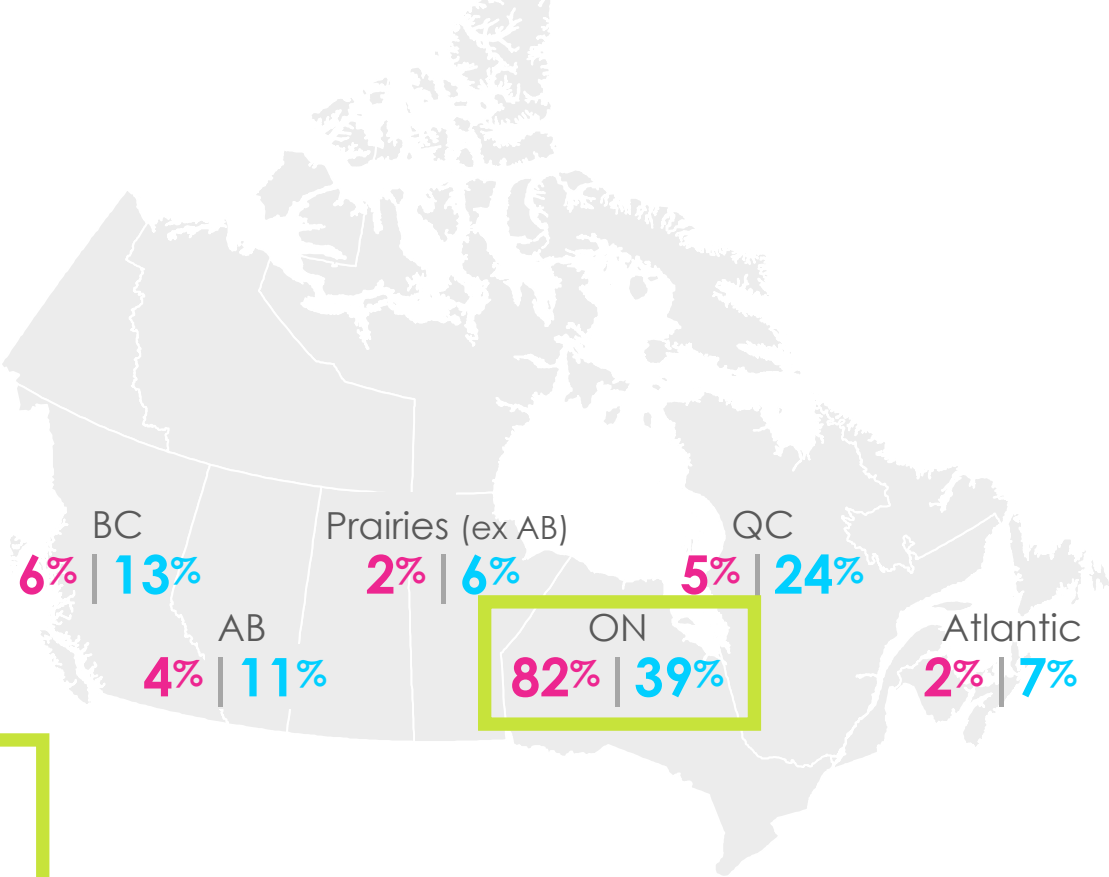 BC
6% | 13%
Prairies (ex AB)
2% | 6%
QC
5% | 24%
AB
4% | 11%
ON
82% | 39%
Atlantic
2% | 7%